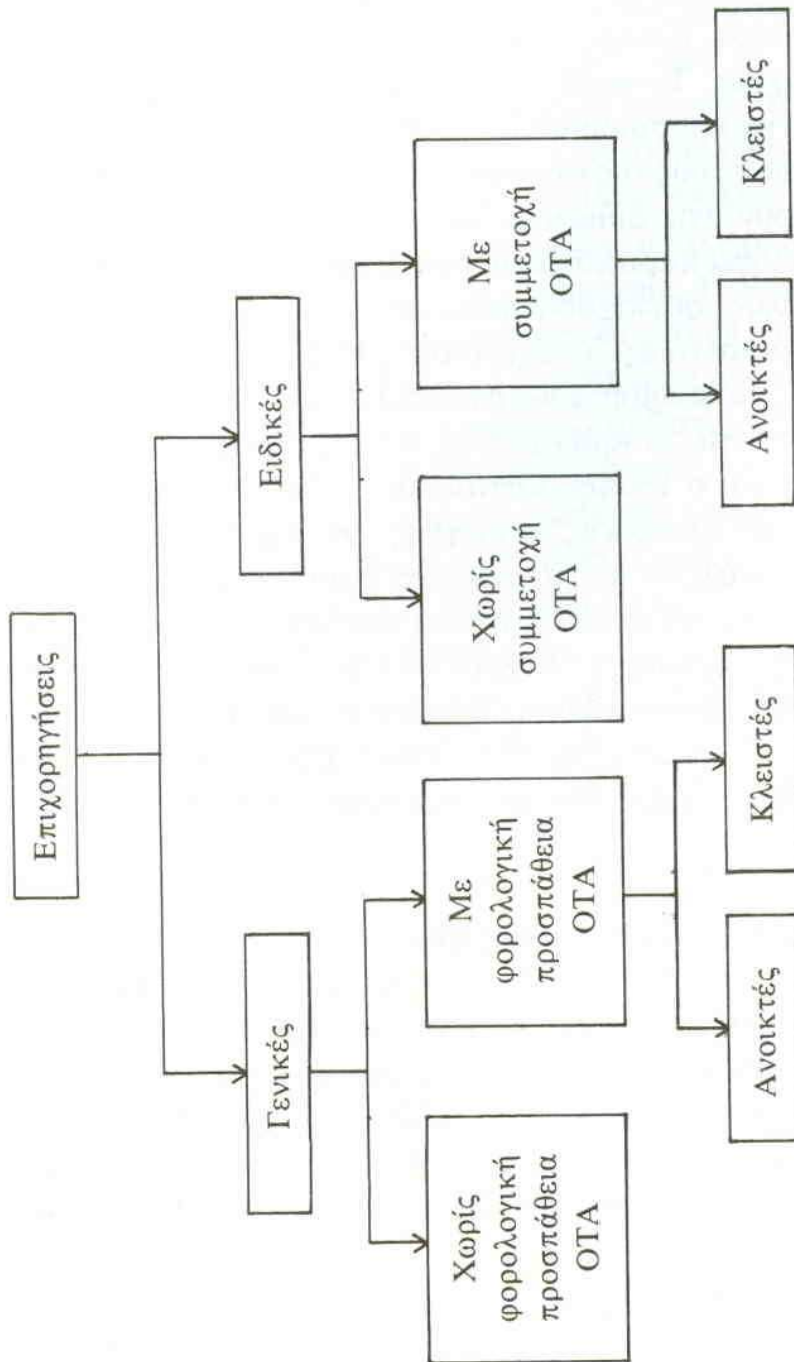 Επιχορηγήσεις
Γενικές
Ειδικές
Χωρίς
φορολογική
προσπάθεια
ΟΤΑ
Με
φορολογική
προσπάθεια
ΟΤΑ
Χωρίς
συμμετοχή
ΟΤΑ
Με
συμμετοχή
ΟΤΑ
Ανοικτές
Κλειστές
Ανοικτές
Κλειστές